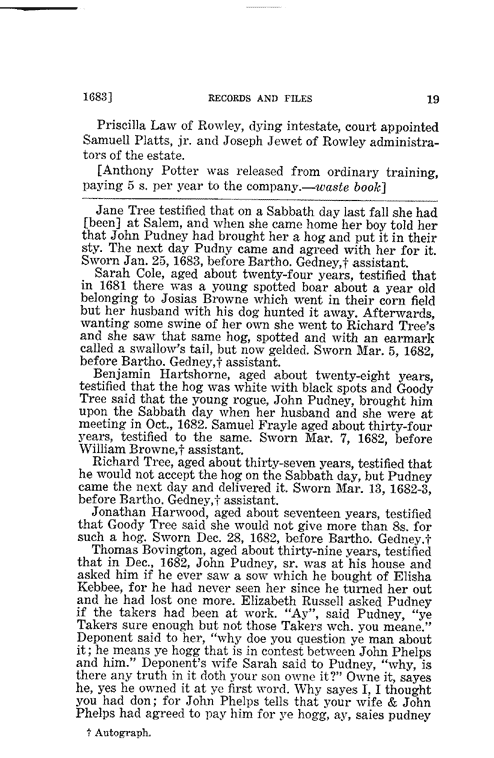 1683] RECORDS AND FILES 19
Priscilla Law of Rowley, dying intestate, court appointed
Samuell Platts, jr. and Joseph Jewet of Rowley administra-
tors of the estate.
[Anthony Potter was released from ordinary training,
paying 5 s. per year to the company.—waste book]
Jane Tree testified that on a Sabbath day last fall she had
[been] at Salem, and when she came home her boy told her
that John Pudney had brought her a hog and put it in their
sty. The next day Pudny came and agreed with her for it.
Sworn Jan. 25, 1683, before Bartho. Gedney,† assistant.
Sarah Cole, aged about twenty-four years, testified that
in 1681 there was a young spotted boar about a year old
belonging to Josias Browne which went in their corn field
but her husband with his dog hunted it away. Afterwards,
wanting some swine of her own she went to Richard Tree's
and she saw that same hog, spotted and with an earmark
called a swallow's tail, but now gelded. Sworn Mar. 5, 1682,
before Bartho. Gedney,† assistant.
Benjamin Hartshorne, aged about twenty-eight years,
testified that the hog was white with black spots and Goody
Tree said that the young rogue, John Pudney, brought him
upon the Sabbath day when her husband and she were at
meeting in Oct., 1682. Samuel Frayle aged about thirty-four
years, testified to the same. Sworn Mar. 7, 1682, before
William Browne,† assistant.
Richard Tree, aged about thirty-seven years, testified that
he would not accept the hog on the Sabbath day, but Pudney
came the next day and delivered it. Sworn Mar. 13, 1682-3,
before Bartho. Gedney,† assistant.
Jonathan Harwood, aged about seventeen years, testified
that Goody Tree said she would not give more than 8s. for
such a hog. Sworn Dec. 28, 1682, before Bartho. Gedney.†
Thomas Bovington, aged about thirty-nine years, testified
that in Dec., 1682, John Pudney, sr. was at his house and
asked him if he ever saw a sow which he bought of Elisha
Kebbee, for he had never seen her since he turned her out
and he had lost one more. Elizabeth Russell asked Pudney
if the takers had been at work. "Ay", said Pudney, "ye
Takers sure enough but not those Takers wch. you meane."
Deponent said to her, "why doe you question ye man about
it; he means ye hogg that is in contest between John Phelps
and him." Deponent's wife Sarah said to Pudney, "why, is
there any truth in it doth your son owne it?" Owne it, sayes
he, yes he owned it at ye first word. Why sayes I, I thought
you had don; for John Phelps tells that your wife & John
Phelps had agreed to pay him for ye hogg, ay, saies pudney
† Autograph.